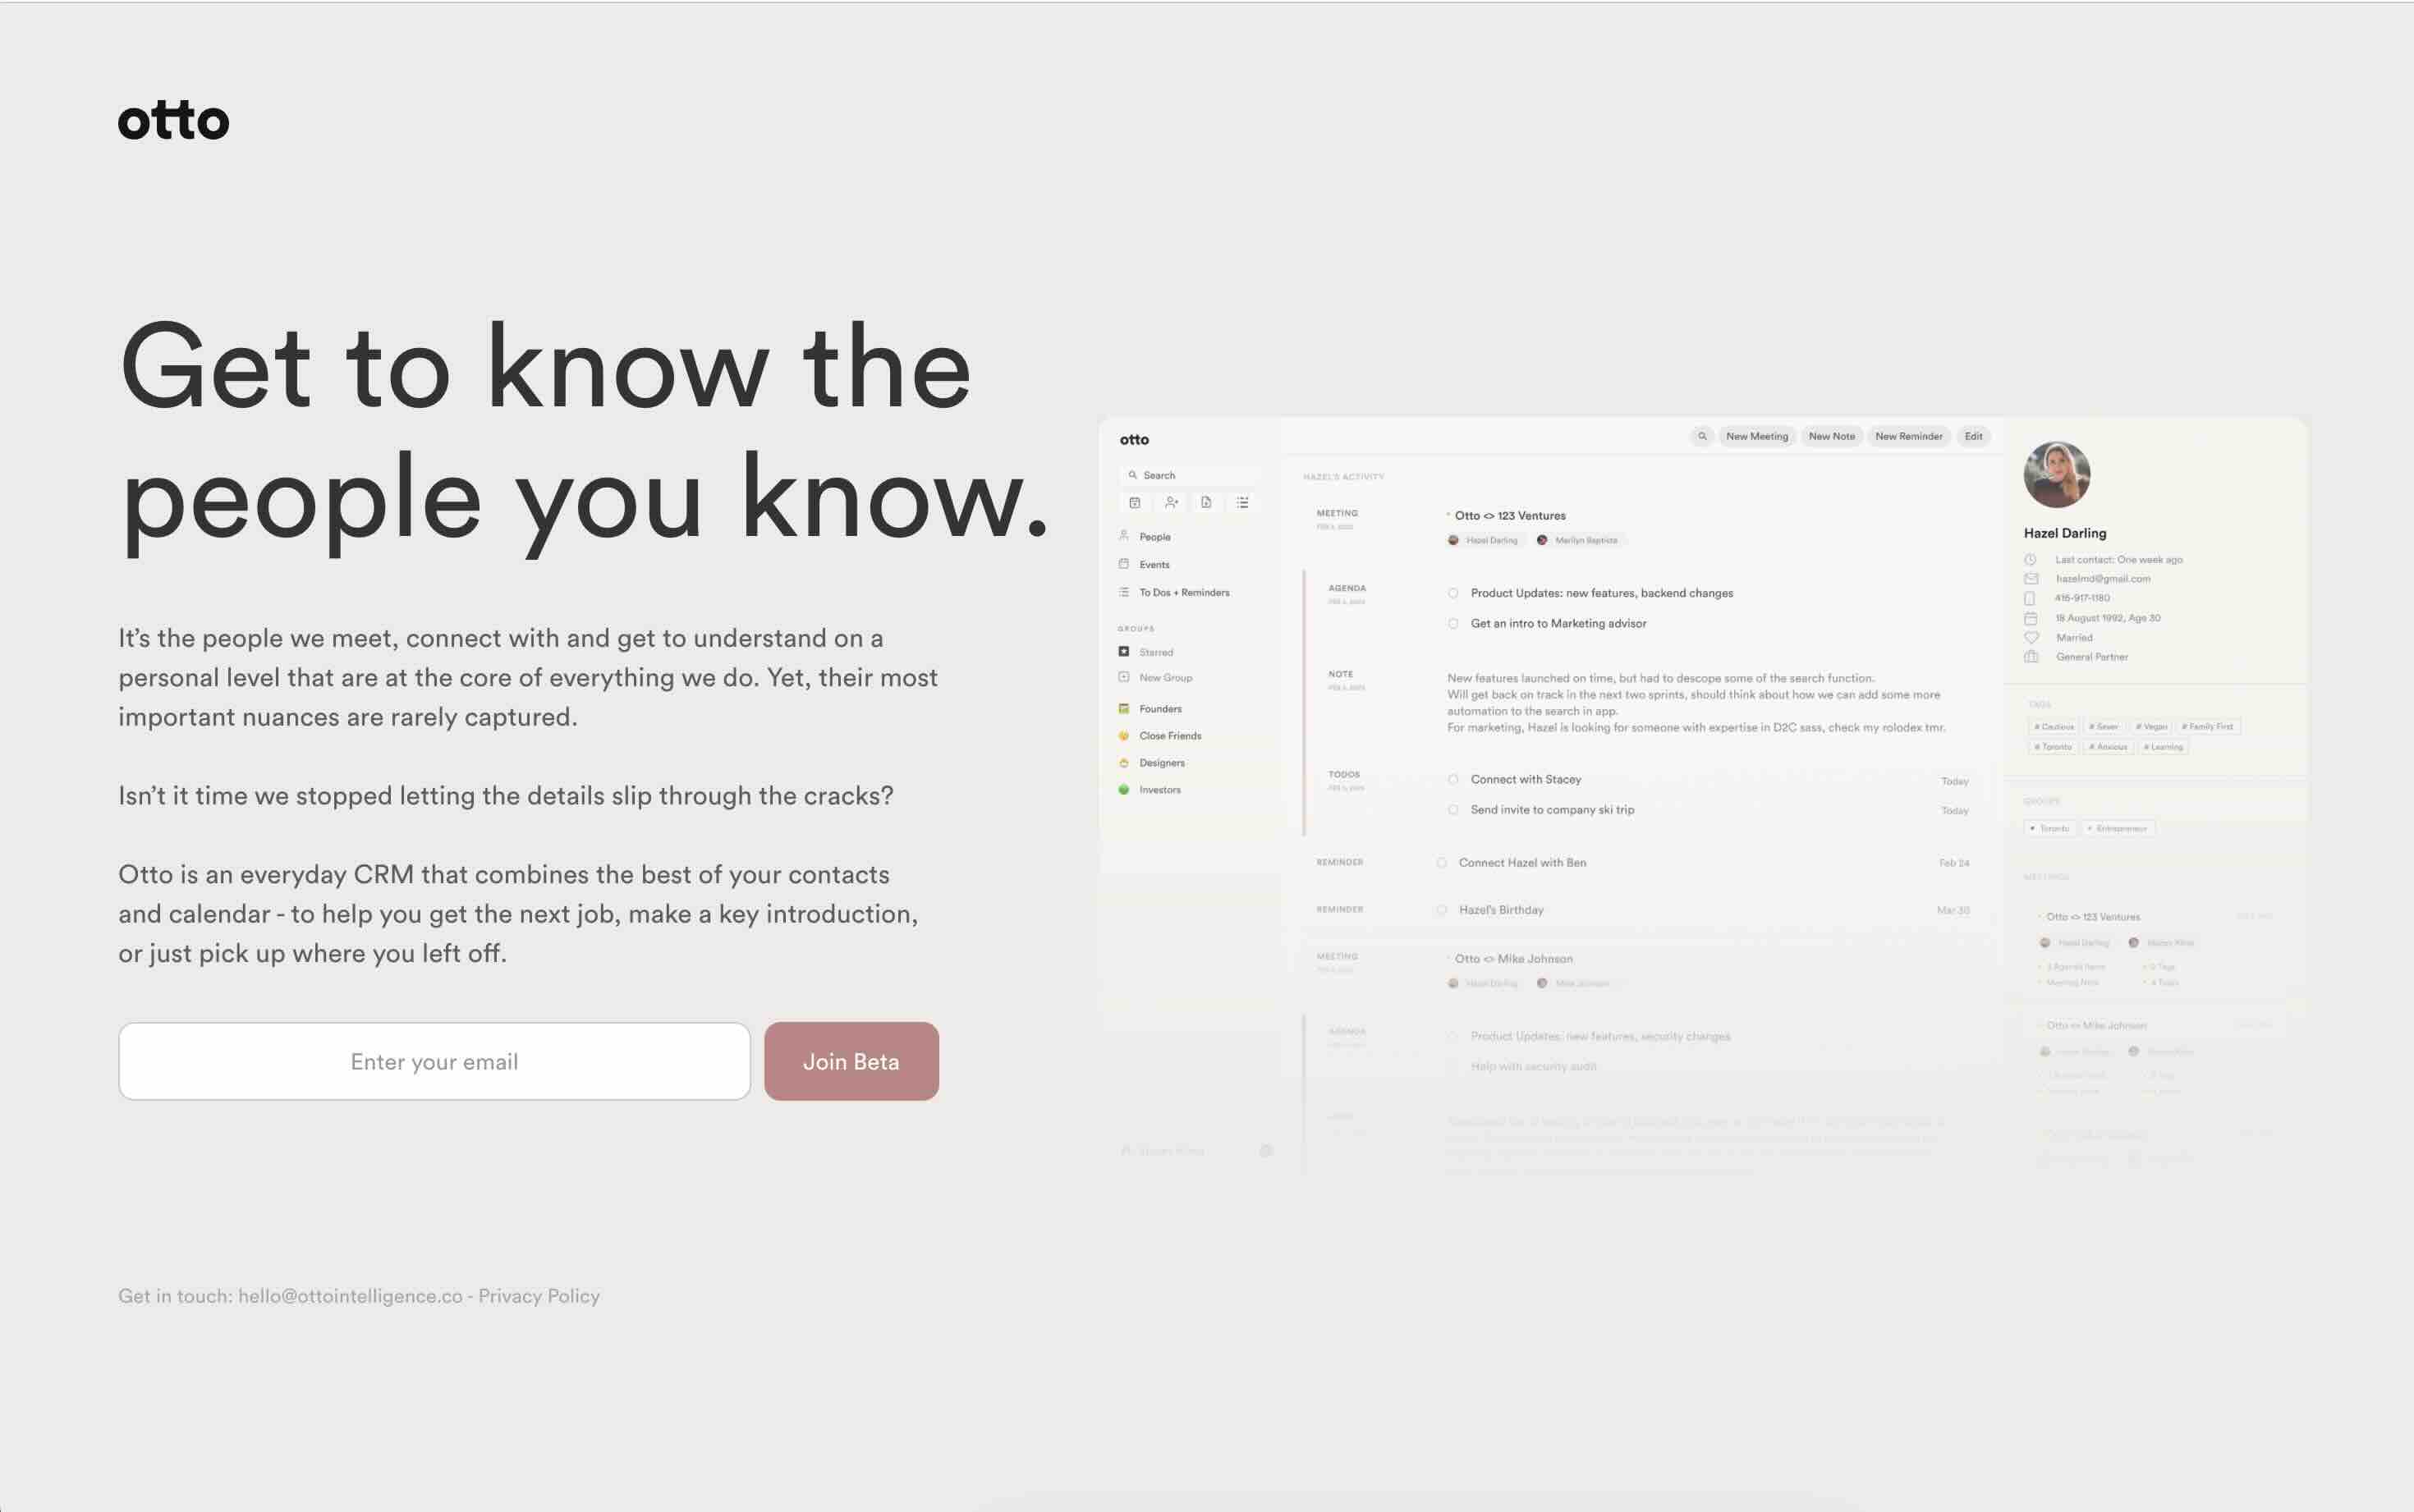 otto
Get to know the
people you know.
It’s the people we meet, connect with and get to understand on a
personal level that are at the core of everything we do. Yet, their most
important nuances are rarely captured.
Isn’t it time we stopped letting the details slip through the cracks?
Otto is an everyday CRM that combines the best of your contacts
and calendar - to help you get the next job, make a key introduction,
or just pick up where you left off.
Enter your email
Join Beta
Get in touch: hello@ottointelligence.co - Privacy Policy
otto
Search
People
Events
To Dos + Reminders
GROUPS
Starred
New Group
Founders
Close Friends
Designers
Investors
New Meeting New Note New Reminder Edit
HAZEL'S ACTIVITY
MEETING
Otto <> 123 Ventures
Hazel Darling Marilyn Baptiste
AGENDA
Product Updates: new features, backend changes
Get an intro to Marketing advisor
NOTE
New features launched on time, but had to descope some of the search function.
Will get back on track in the next two sprints, should think about how we can add some more
automation to the search in app.
For marketing, Hazel is looking for someone with expertise in D2C sass, check my rolodex tmr.
TODOS
Connect with Stacey Today
Send invite to company ski trip Today
REMINDER Connect Hazel with Ben Feb 24
REMINDER Hazel's Birthday Mar 30
MEETING
Otto <> Mike Johnson
Hazel Darling Mike Johnson
AGENDA
Product Updates: new features, security changes
Help with security audit
Hazel Darling
Last contact: One week ago
hazelmd@gmail.com
416-917-1180
18 August 1992, Age 30
Married
General Partner
TAGS
# Cautious # Saver # Vegan # Family First
# Toronto # Anxious # Learning
GROUPS
Toronto Entrepreneur
MEETINGS
Otto <> 123 Ventures
Hazel Darling
3 Agenda Items
Meeting Note
Otto <> Mike Johnson